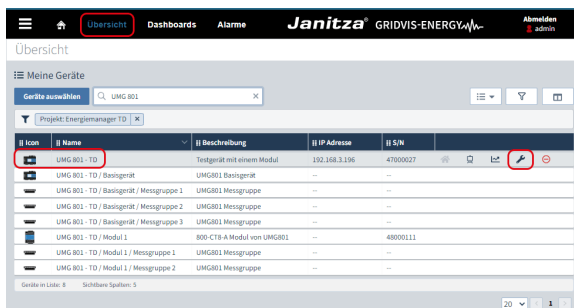 Übersicht Dashboards Alarme Janitza® GRIDVIS-ENERGY Abmelden
admin
Übersicht
Meine Geräte
Geräte auswählen UMG 801 ×
Projekt: Energiemanager TD ×
Icon Name Beschreibung IP Adresse S/N
UMG 801 - TD Testgerät mit einem Modul 192.168.3.196 47000027
UMG 801 - TD / Basisgerät UMG801 Basisgerät -- --
UMG 801 - TD / Basisgerät / Messgruppe 1 UMG801 Messgruppe -- --
UMG 801 - TD / Basisgerät / Messgruppe 2 UMG801 Messgruppe -- --
UMG 801 - TD / Basisgerät / Messgruppe 3 UMG801 Messgruppe -- --
UMG 801 - TD / Modul 1 800-CT8-A Modul von UMG801 -- 48000111
UMG 801 - TD / Modul 1 / Messgruppe 1 UMG801 Messgruppe -- --
UMG 801 - TD / Modul 1 / Messgruppe 2 UMG801 Messgruppe -- --
Geräte in Liste: 8 Sichtbare Spalten: 5
20 < 1 >